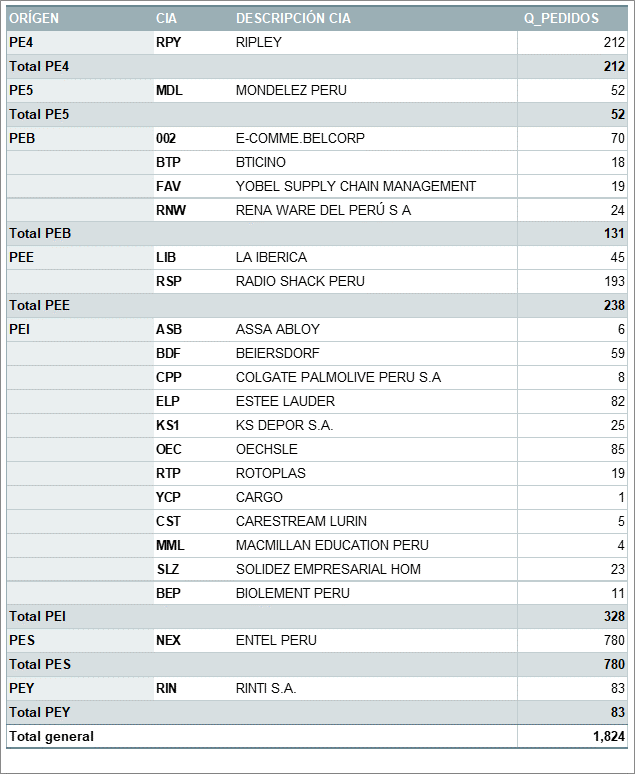 ORÍGEN CIA DESCRIPCIÓN CIA Q_PEDIDOS
PE4 RPY RIPLEY 212
Total PE4 212
PE5 MDL MONDELEZ PERU 52
Total PE5 52
PEB 002 E-COMME.BELCORP 70
BTP BTICINO 18
FAV YOBEL SUPPLY CHAIN MANAGEMENT 19
RNW RENA WARE DEL PERÚ S A 24
Total PEB 131
PEE LIB LA IBERICA 45
RSP RADIO SHACK PERU 193
Total PEE 238
PEI ASB ASSA ABLOY 6
BDF BEIERSDORF 59
CPP COLGATE PALMOLIVE PERU S.A 8
ELP ESTEE LAUDER 82
KS1 KS DEPOR S.A. 25
OEC OECHSLE 85
RTP ROTOPLAS 19
YCP CARGO 1
CST CARESTREAM LURIN 5
MML MACMILLAN EDUCATION PERU 4
SLZ SOLIDEZ EMPRESARIAL HOM 23
BEP BIOLEMENT PERU 11
Total PEI 328
PES NEX ENTEL PERU 780
Total PES 780
PEY RIN RINTI S.A. 83
Total PEY 83
Total general 1,824